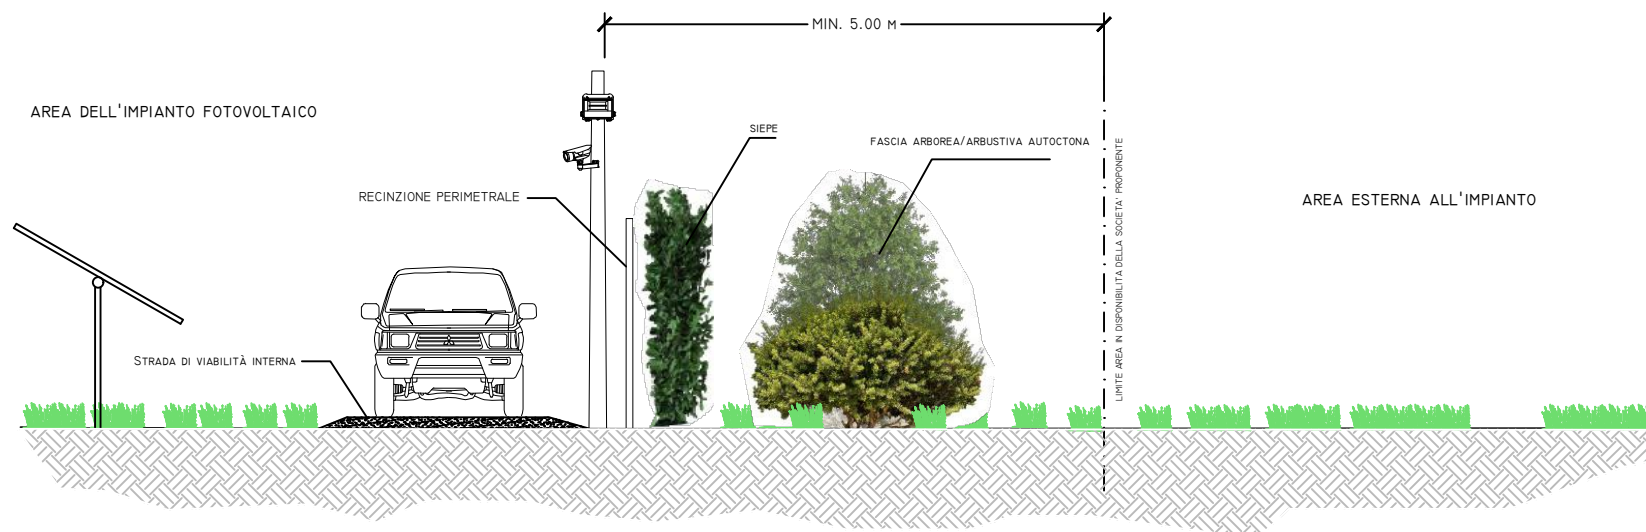 MIN. 5.00 M
AREA DELL'IMPIANTO FOTOVOLTAICO
SIEPE
FASCIA ARBOREA/ARBUSTIVA AUTOCTONA
RECINZIONE PERIMETRALE
LIMITE AREA IN DISPONIBILITA DELLA SOCIETA' PROPONENTE
AREA ESTERNA ALL'IMPIANTO
STRADA DI VIABILITÀ INTERNA